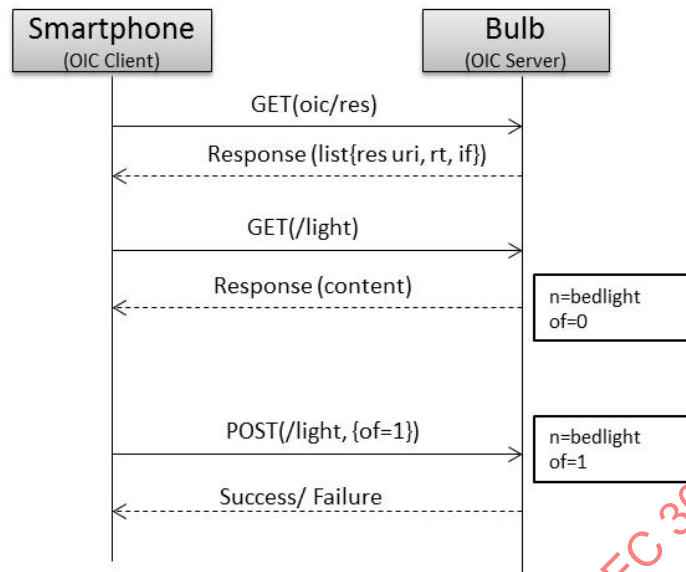 Smartphone
(OIC Client)
Bulb
(OIC Server)
GET(oic/res)
Response (list{res uri, rt, if})
GET(/light)
Response (content)
n=bedlight
of=0
POST(/light, {of=1})
n=bedlight
of=1
Success/ Failure